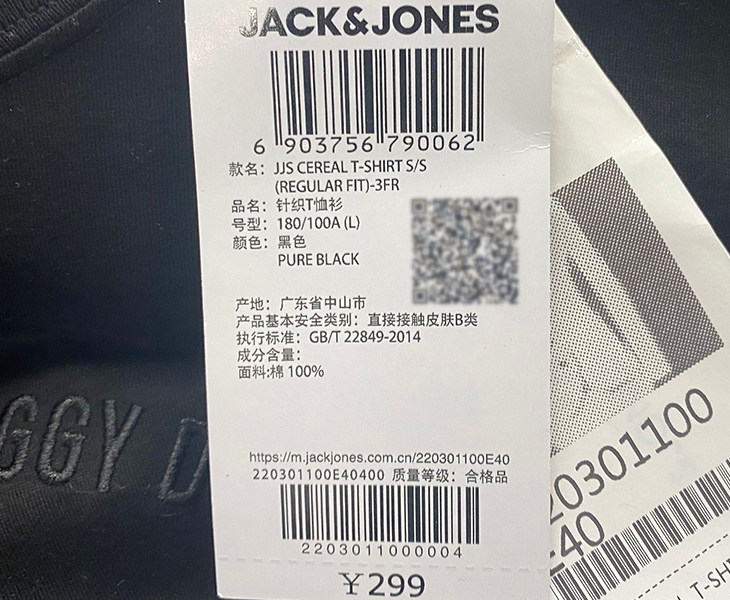 JACK&JONES
6 903756 790062
款名：JJS CEREAL T-SHIRT S/S
(REGULAR FIT)-3FR
品名：针织T恤衫
号型：180/100A (L)
颜色：黑色
PURE BLACK
产地：广东省中山市
产品基本安全类别：直接接触皮肤B类
执行标准：GB/T 22849-2014
成分含量：
面料:棉 100%
https://m.jackjones.com.cn/220301100E40
220301100E40400 质量等级：合格品
2203011000004
￥299
GGY D
20301100
E40
T-SH